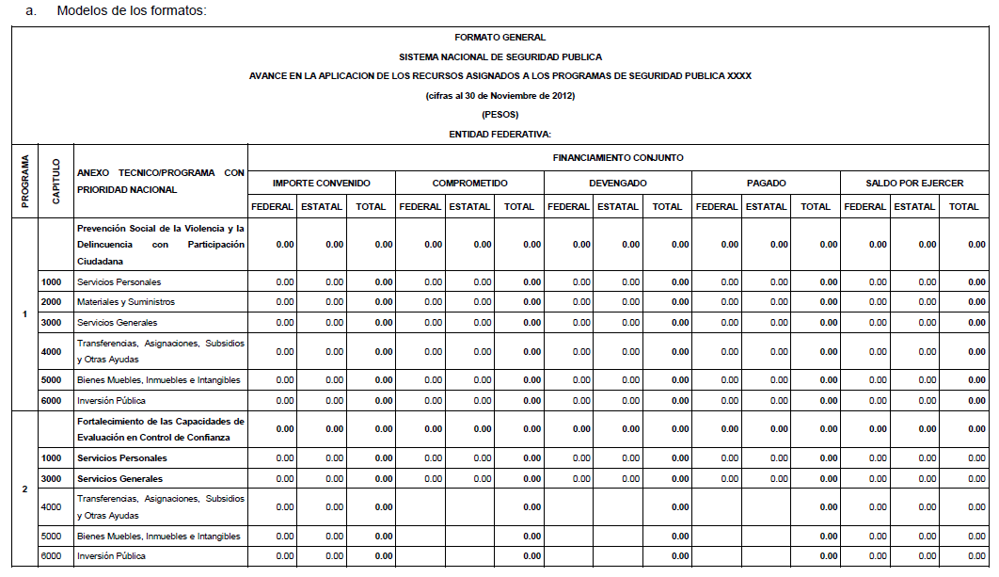 a. Modelos de los formatos:
FORMATO GENERAL
SISTEMA NACIONAL DE SEGURIDAD PUBLICA
AVANCE EN LA APLICACION DE LOS RECURSOS ASIGNADOS A LOS PROGRAMAS DE SEGURIDAD PUBLICA XXXX
(cifras al 30 de Noviembre de 2012)
(PESOS)
ENTIDAD FEDERATIVA:
PROGRAMA CAPITULO ANEXO TECNICO/PROGRAMA CON
PRIORIDAD NACIONAL
FINANCIAMIENTO CONJUNTO
IMPORTE CONVENIDO COMPROMETIDO DEVENGADO PAGADO SALDO POR EJERCER
FEDERAL ESTATAL TOTAL FEDERAL ESTATAL TOTAL FEDERAL ESTATAL TOTAL FEDERAL ESTATAL TOTAL FEDERAL ESTATAL TOTAL
1
Prevención Social de la Violencia y la
Delincuencia con Participación
Ciudadana
0.00 0.00 0.00 0.00 0.00 0.00 0.00 0.00 0.00 0.00 0.00 0.00 0.00 0.00 0.00
1000 Servicios Personales 0.00 0.00 0.00 0.00 0.00 0.00 0.00 0.00 0.00 0.00 0.00 0.00 0.00 0.00 0.00
2000 Materiales y Suministros 0.00 0.00 0.00 0.00 0.00 0.00 0.00 0.00 0.00 0.00 0.00 0.00 0.00 0.00 0.00
3000 Servicios Generales 0.00 0.00 0.00 0.00 0.00 0.00 0.00 0.00 0.00 0.00 0.00 0.00 0.00 0.00 0.00
4000 Transferencias, Asignaciones, Subsidios
y Otras Ayudas
0.00 0.00 0.00 0.00 0.00 0.00 0.00 0.00 0.00 0.00 0.00 0.00 0.00 0.00 0.00
5000 Bienes Muebles, Inmuebles e Intangibles 0.00 0.00 0.00 0.00 0.00 0.00 0.00 0.00 0.00 0.00 0.00 0.00 0.00 0.00 0.00
6000 Inversión Pública 0.00 0.00 0.00 0.00 0.00 0.00 0.00 0.00 0.00 0.00 0.00 0.00 0.00 0.00 0.00
2
Fortalecimiento de las Capacidades de
Evaluación en Control de Confianza
0.00 0.00 0.00 0.00 0.00 0.00 0.00 0.00 0.00 0.00 0.00 0.00 0.00 0.00 0.00
1000 Servicios Personales 0.00 0.00 0.00 0.00 0.00 0.00 0.00 0.00 0.00 0.00 0.00 0.00 0.00 0.00 0.00
3000 Servicios Generales 0.00 0.00 0.00 0.00 0.00 0.00 0.00 0.00 0.00 0.00 0.00 0.00 0.00 0.00 0.00
4000 Transferencias, Asignaciones, Subsidios
y Otras Ayudas
0.00 0.00 0.00 0.00 0.00 0.00 0.00 0.00 0.00
5000 Bienes Muebles, Inmuebles e Intangibles 0.00 0.00 0.00 0.00 0.00 0.00 0.00 0.00 0.00
6000 Inversión Pública 0.00 0.00 0.00 0.00 0.00 0.00 0.00 0.00 0.00